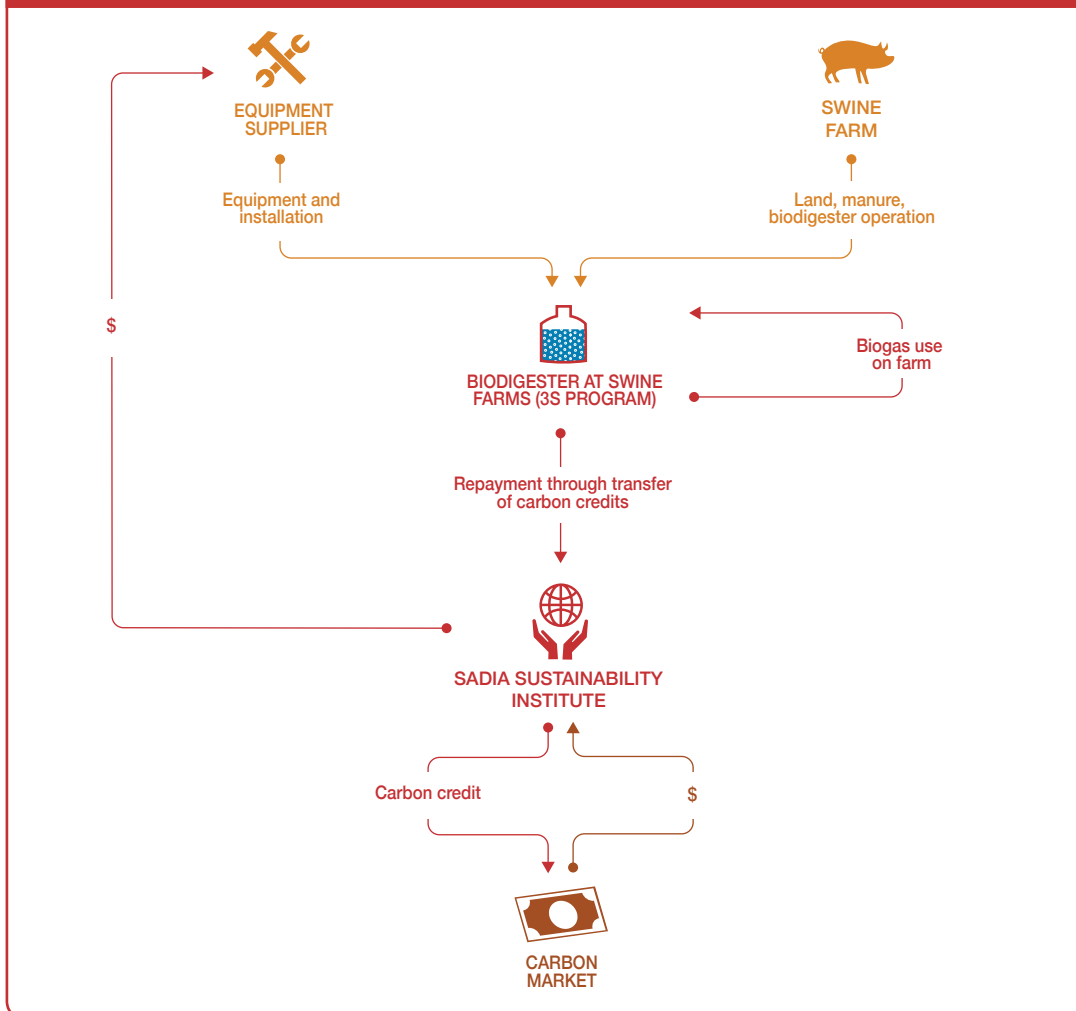 EQUIPMENT
SUPPLIER
SWINE
FARM
Equipment and
installation
Land, manure,
biodigester operation
$
Biogas use
on farm
BIODIGESTER AT SWINE
FARMS (3S PROGRAM)
Repayment through transfer
of carbon credits
SADIA SUSTAINABILITY
INSTITUTE
Carbon credit
$
CARBON
MARKET